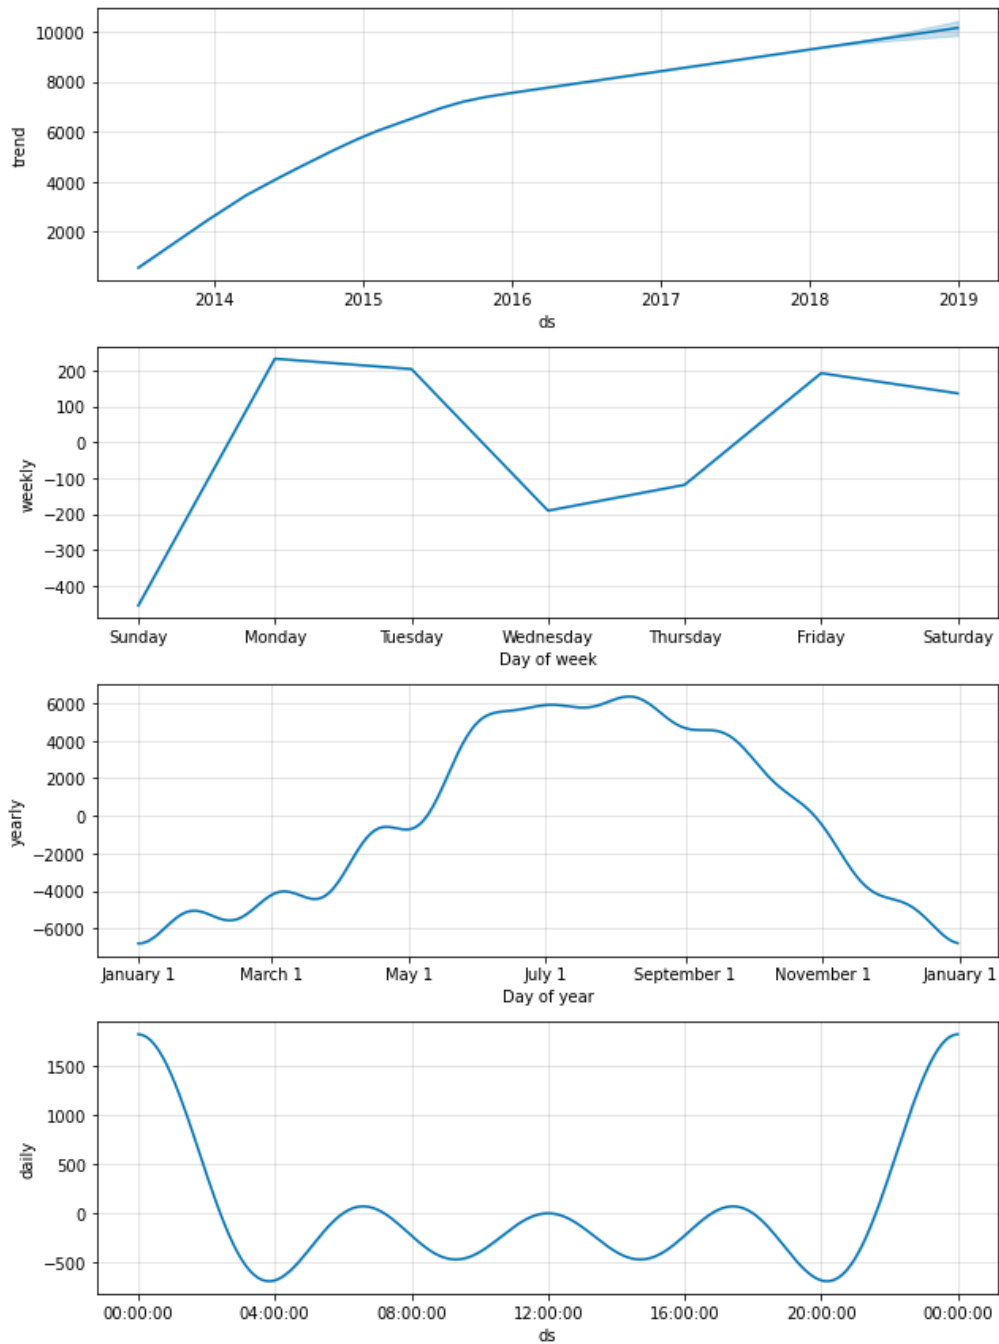 10000
8000
6000
4000
2000
trend
2014 2015 2016 2017 2018 2019
ds
200
100
0
−100
−200
−300
−400
weekly
Sunday Monday Tuesday Wednesday Thursday Friday Saturday
Day of week
6000
4000
2000
0
−2000
−4000
−6000
yearly
January 1 March 1 May 1 July 1 September 1 November 1 January 1
Day of year
1500
1000
500
0
−500
daily
00:00:00 04:00:00 08:00:00 12:00:00 16:00:00 20:00:00 00:00:00
ds